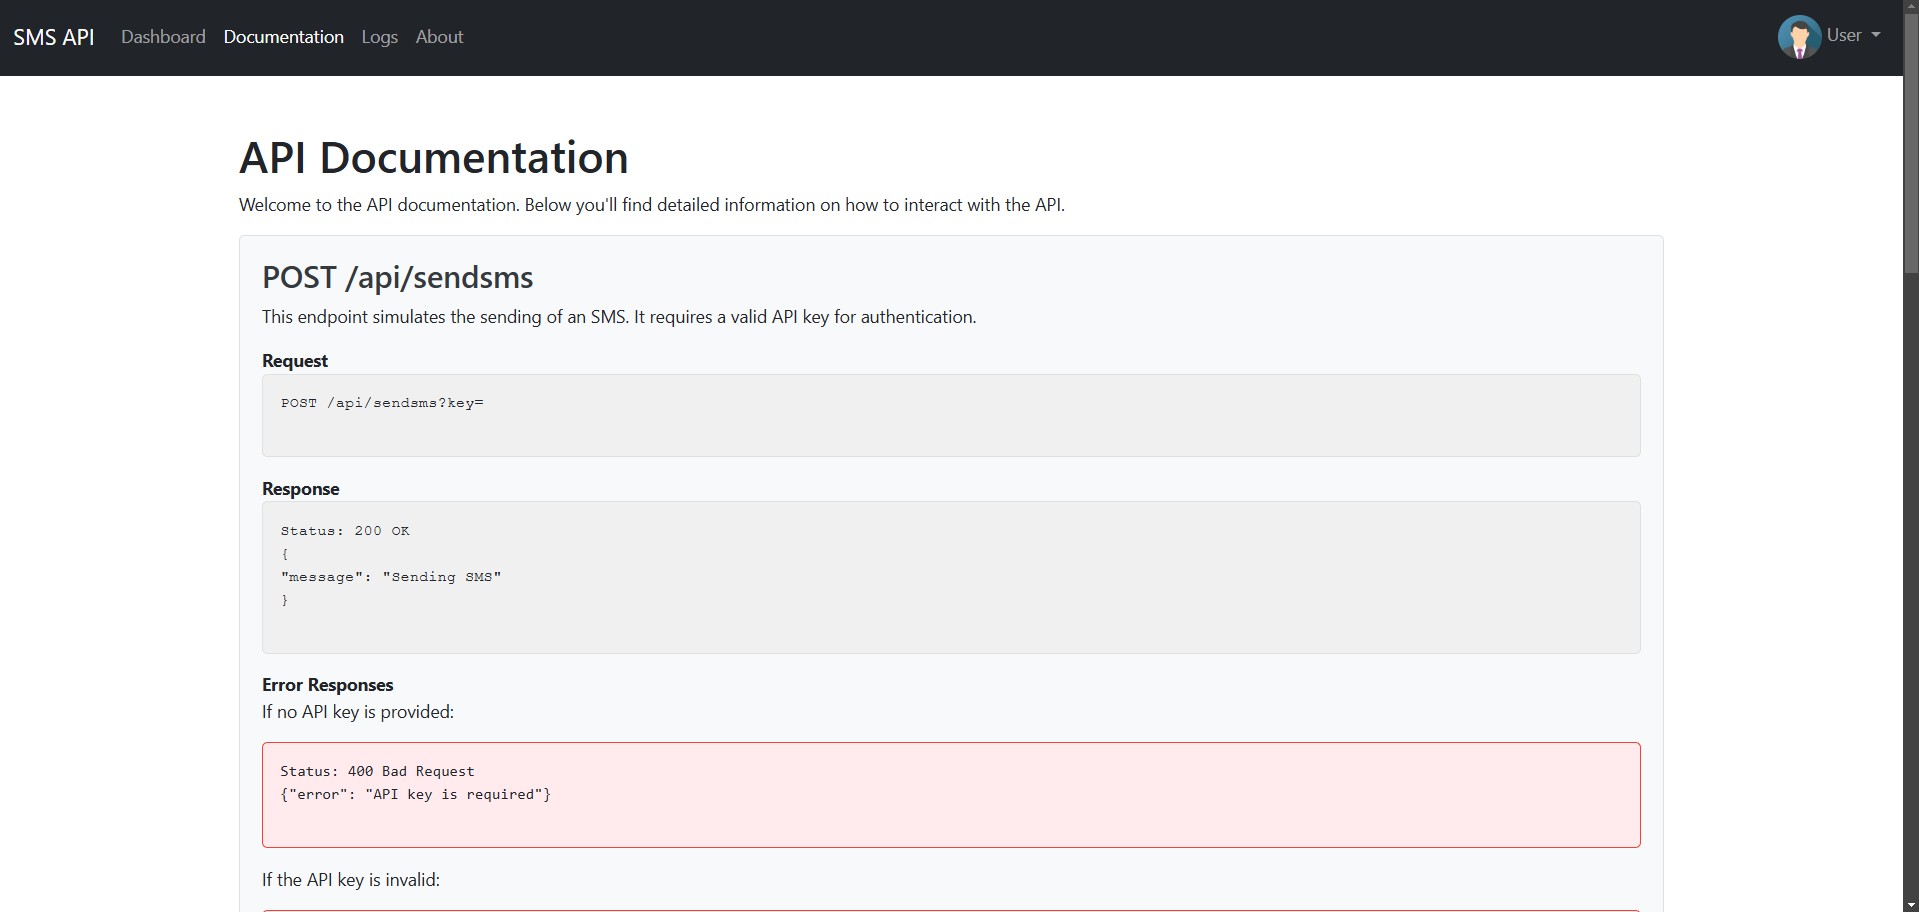 SMS API Dashboard Documentation Logs About User
API Documentation
Welcome to the API documentation. Below you'll find detailed information on how to interact with the API.
POST /api/sendsms
This endpoint simulates the sending of an SMS. It requires a valid API key for authentication.
Request
POST /api/sendsms?key=
Response
Status: 200 OK
{
"message": "Sending SMS"
}
Error Responses
If no API key is provided:
Status: 400 Bad Request
{"error": "API key is required"}
If the API key is invalid: